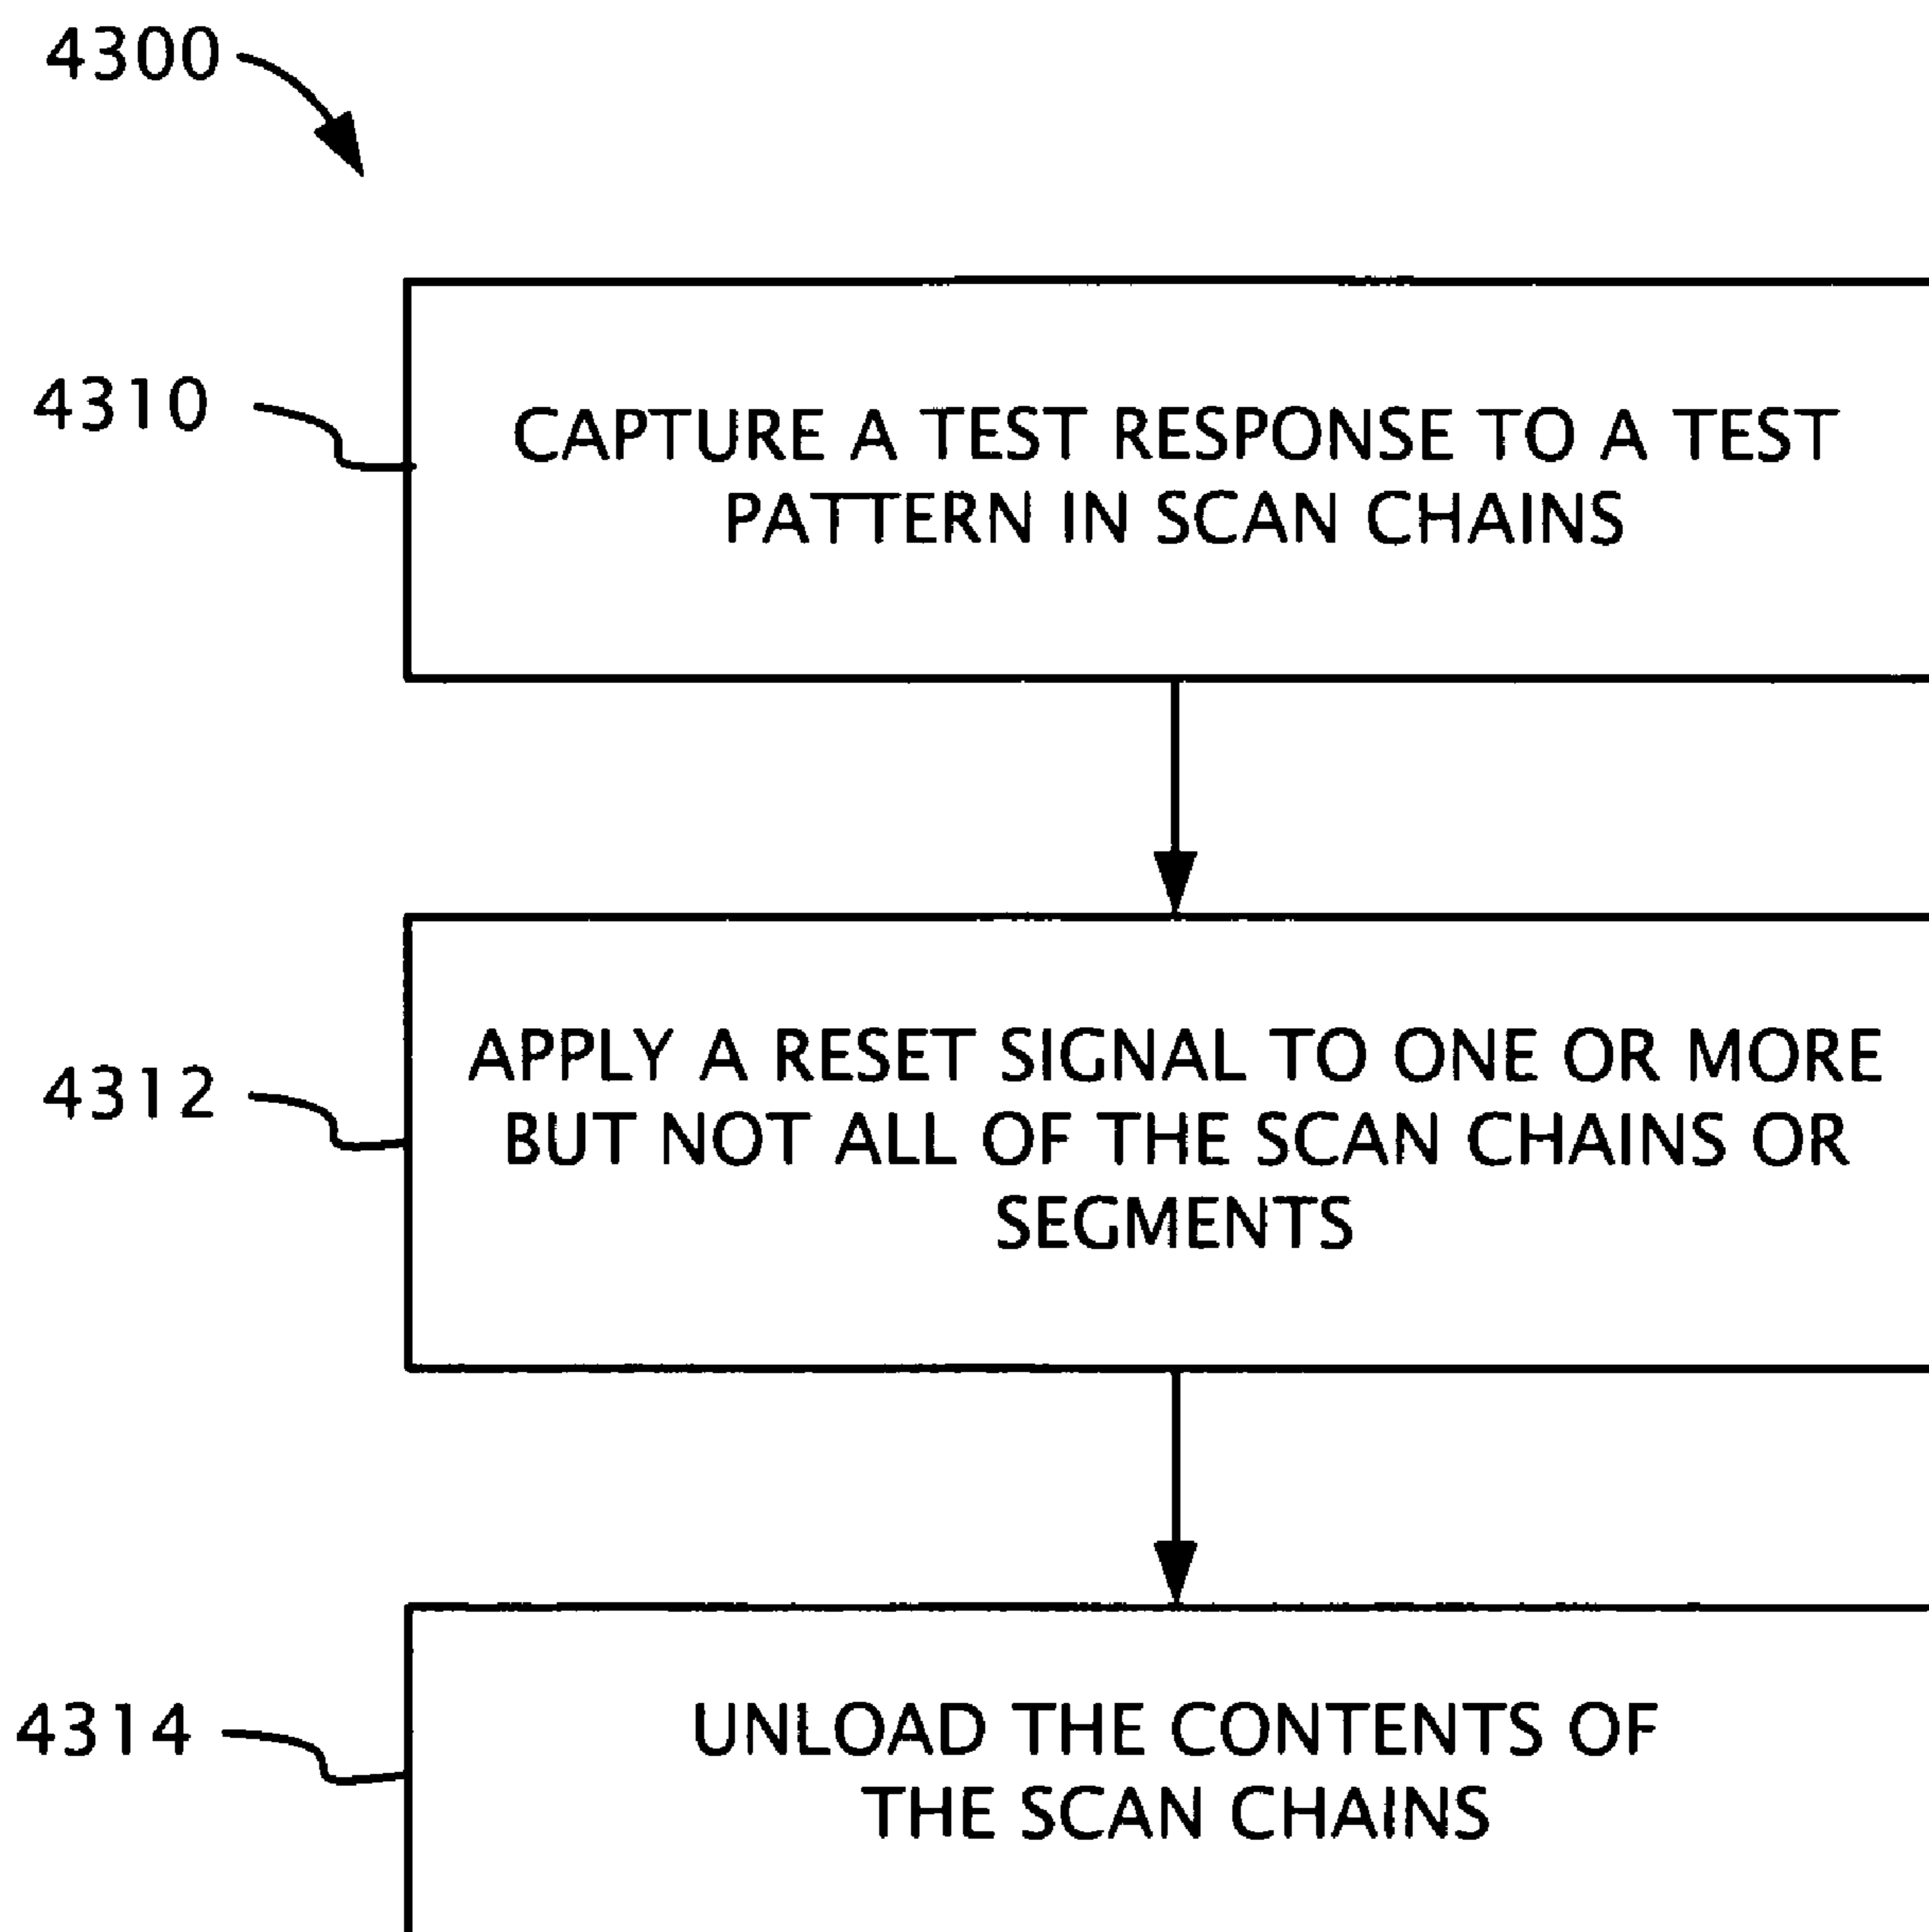 4300
4310
CAPTURE A TEST RESPONSE TO A TEST
PATTERN IN SCAN CHAINS
4312
APPLY A RESET SIGNAL TO ONE OR MORE
BUT NOT ALL OF THE SCAN CHAINS OR
SEGMENTS
4314
UNLOAD THE CONTENTS OF
THE SCAN CHAINS